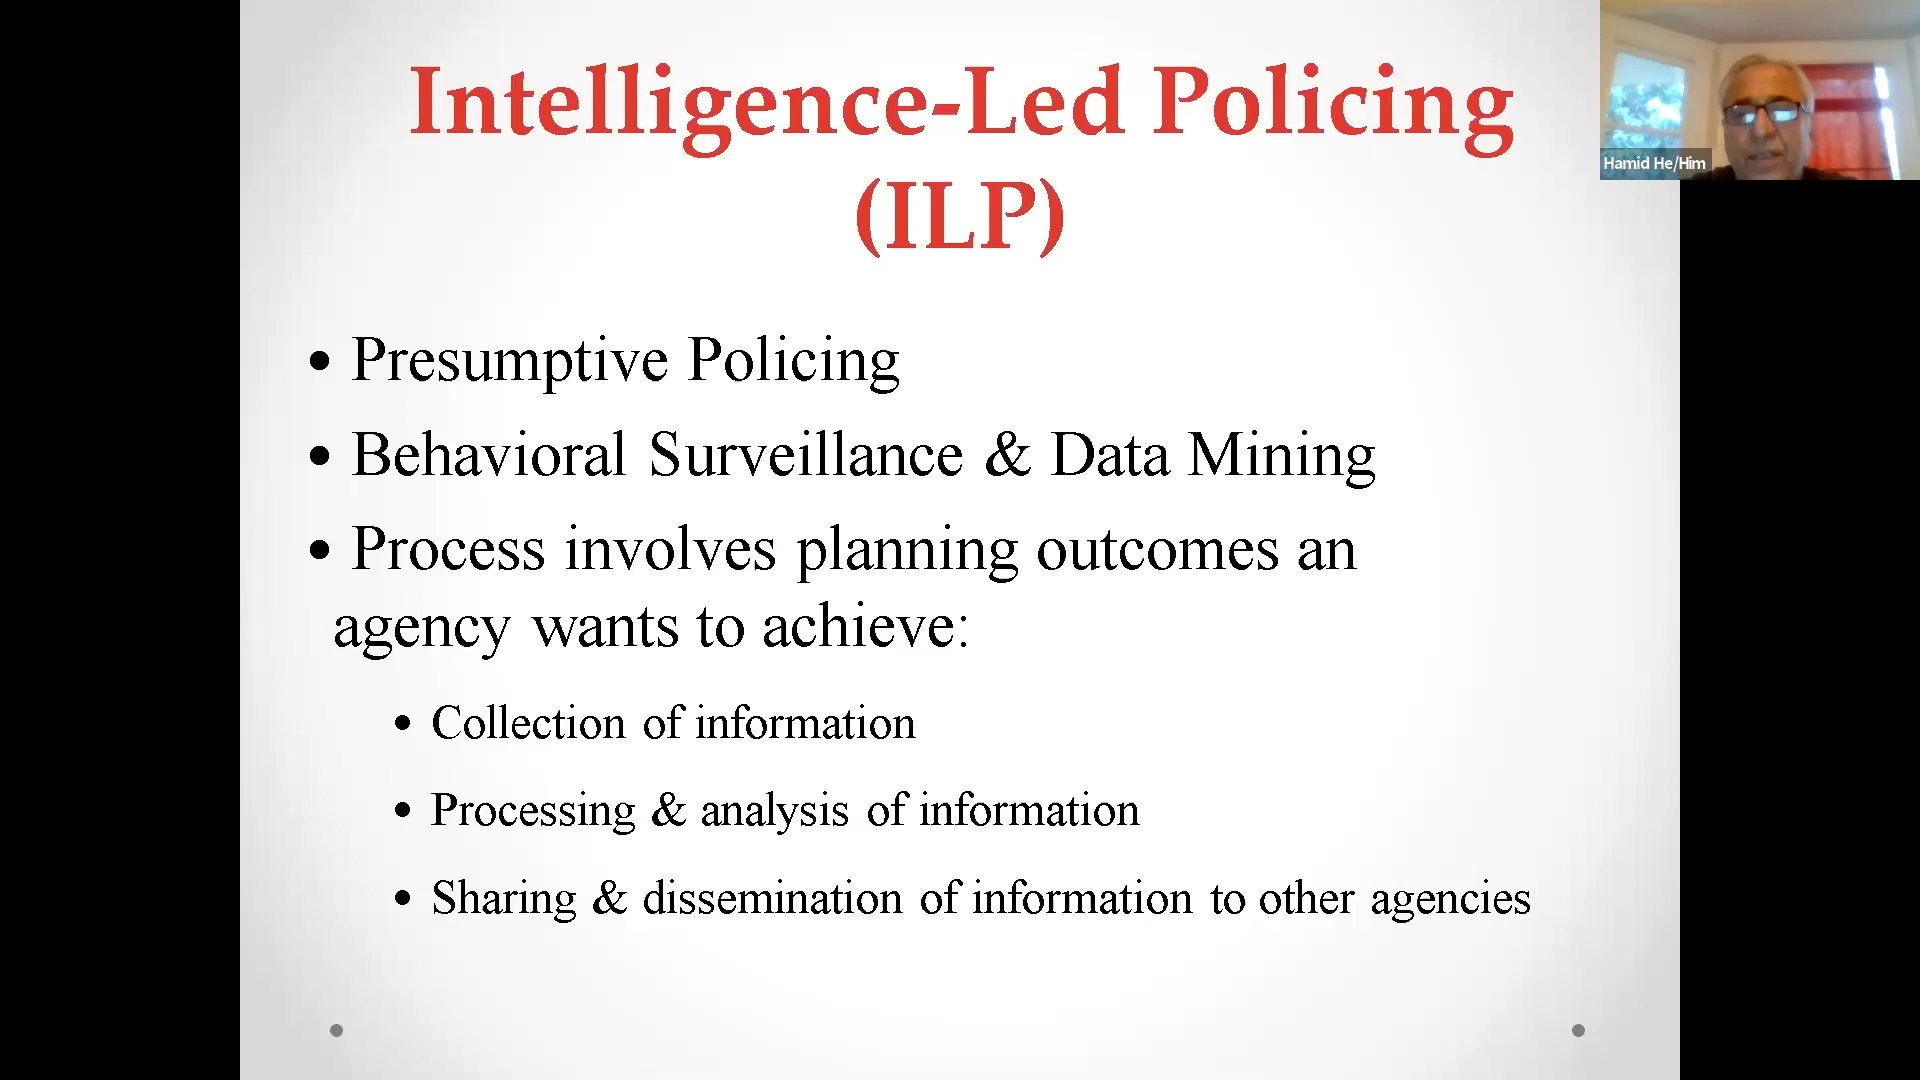 Intelligence-Led Policing
(ILP)
• Presumptive Policing
• Behavioral Surveillance & Data Mining
• Process involves planning outcomes an
agency wants to achieve:
• Collection of information
• Processing & analysis of information
• Sharing & dissemination of information to other agencies
Hamid He/Him